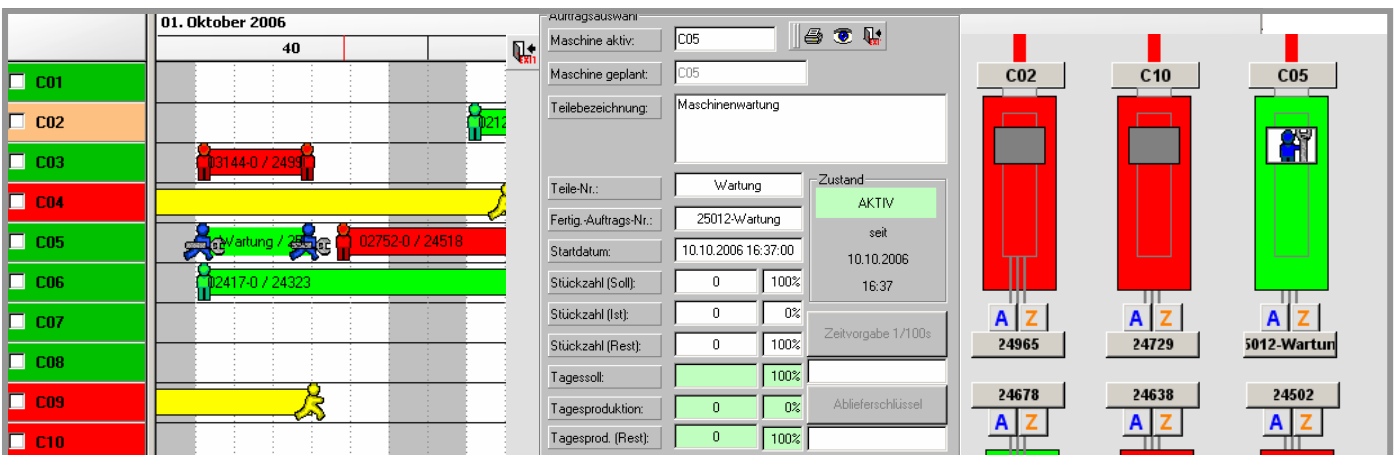 01. Oktober 2006
40
EXIT
C01
C02
0212
C03
03144-0 / 2499
C04
C05
Wartung / 250
02752-0 / 24518
C06
02417-0 / 24323
C07
C08
C09
C10
Auftragsauswahl
Maschine aktiv:
C05
EXIT
Maschine geplant:
C05
Teilebezeichnung:
Maschinenwartung
Teile-Nr.:
Wartung
Fertig.-Auftrags-Nr.:
25012-Wartung
Startdatum:
10.10.2006 16:37:00
Stückzahl (Soll):
0
100%
Stückzahl (Ist):
0
0%
Stückzahl (Rest):
0
100%
Tagessoll:
100%
Tagesproduktion:
0
0%
Tagesprod. (Rest):
0
100%
Zustand
AKTIV
seit
10.10.2006
16:37
Zeitvorgabe 1/100s
Ablieferschlüssel
C02
C10
C05
A Z
A Z
A Z
24965
24729
5012-Wartun
24678
24638
24502
A Z
A Z
A Z